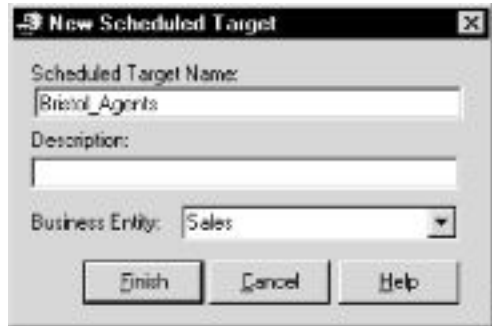 New Scheduled Target
Scheduled Target Name:
Bristol_Agents
Description:
Business Entity: Sales
Finish Cancel Help